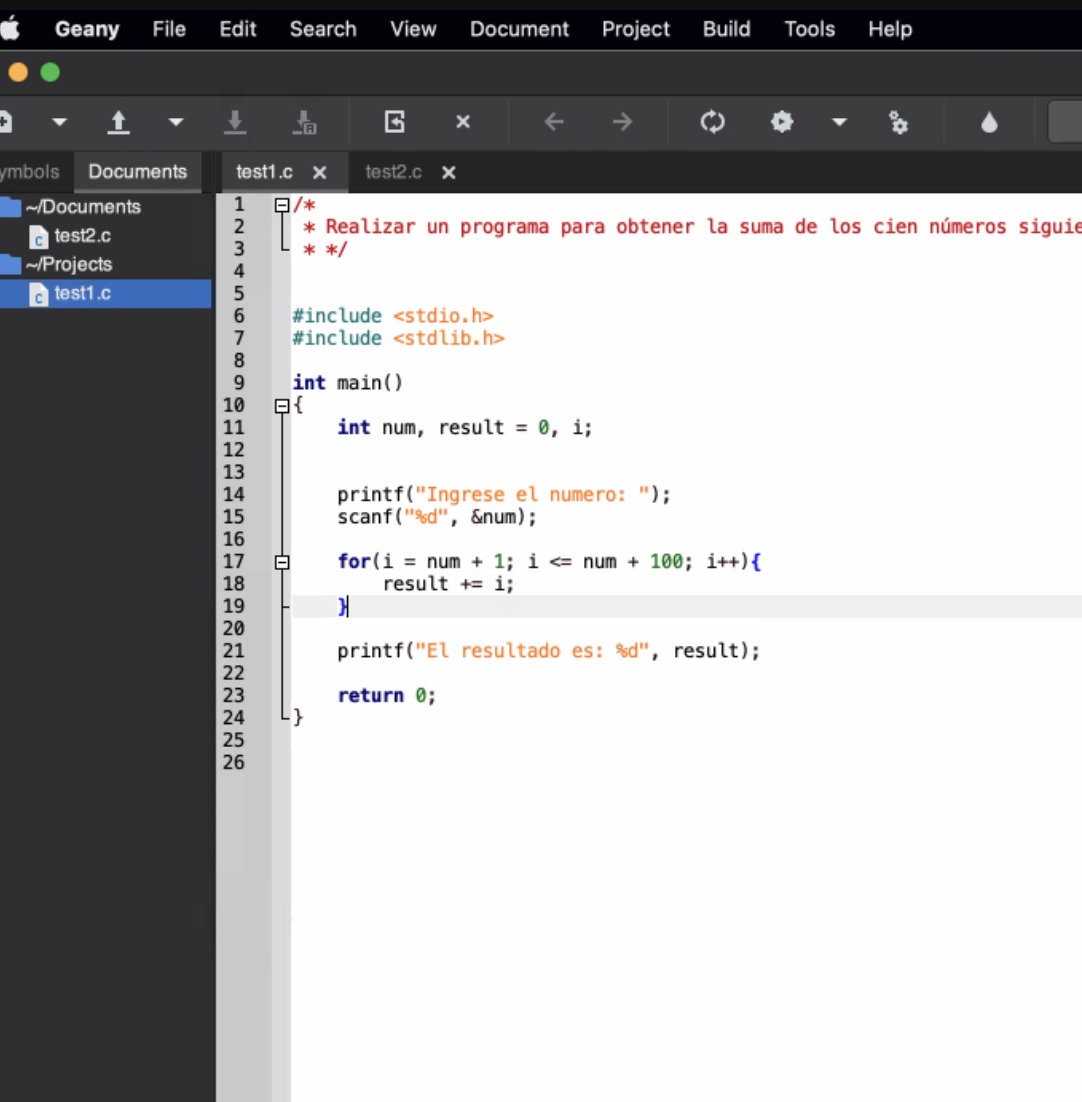 Geany File Edit Search View Document Project Build Tools Help
Documents test1.c test2.c
~/Documents
test2.c
~/Projects
test1.c
1 /*
2 * Realizar un programa para obtener la suma de los cien números
3 * */
4
5
6 #include <stdio.h>
7 #include <stdlib.h>
8
9 int main()
10 {
11 int num, result = 0, i;
12
13
14 printf("Ingrese el numero: ");
15 scanf("%d", &num);
16
17 for(i = num + 1; i <= num + 100; i++){
18 result += i;
19 }
20
21 printf("El resultado es: %d", result);
22
23 return 0;
24 }
25
26